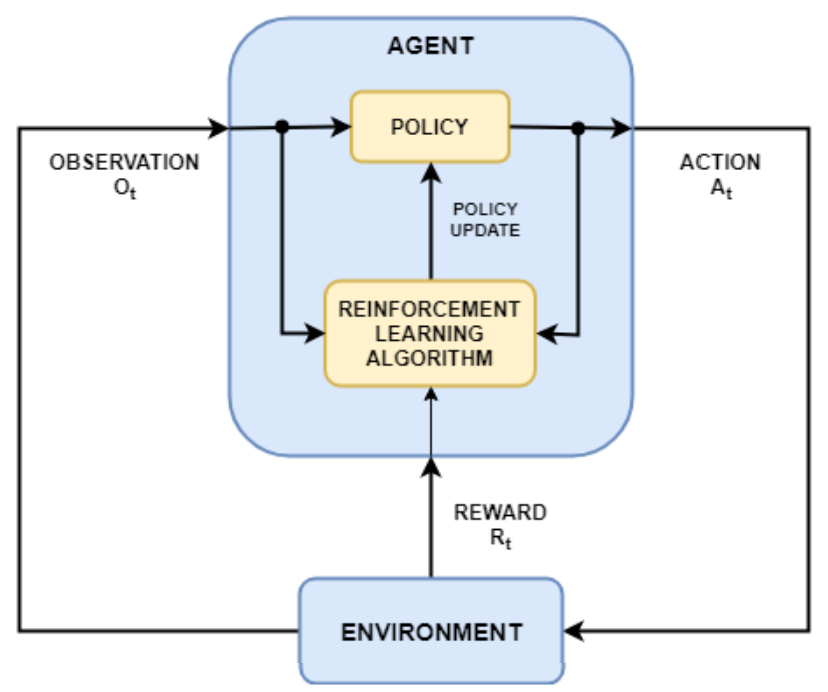 AGENT
POLICY
OBSERVATION
Ot
ACTION
At
POLICY
UPDATE
REINFORCEMENT
LEARNING
ALGORITHM
REWARD
Rt
ENVIRONMENT